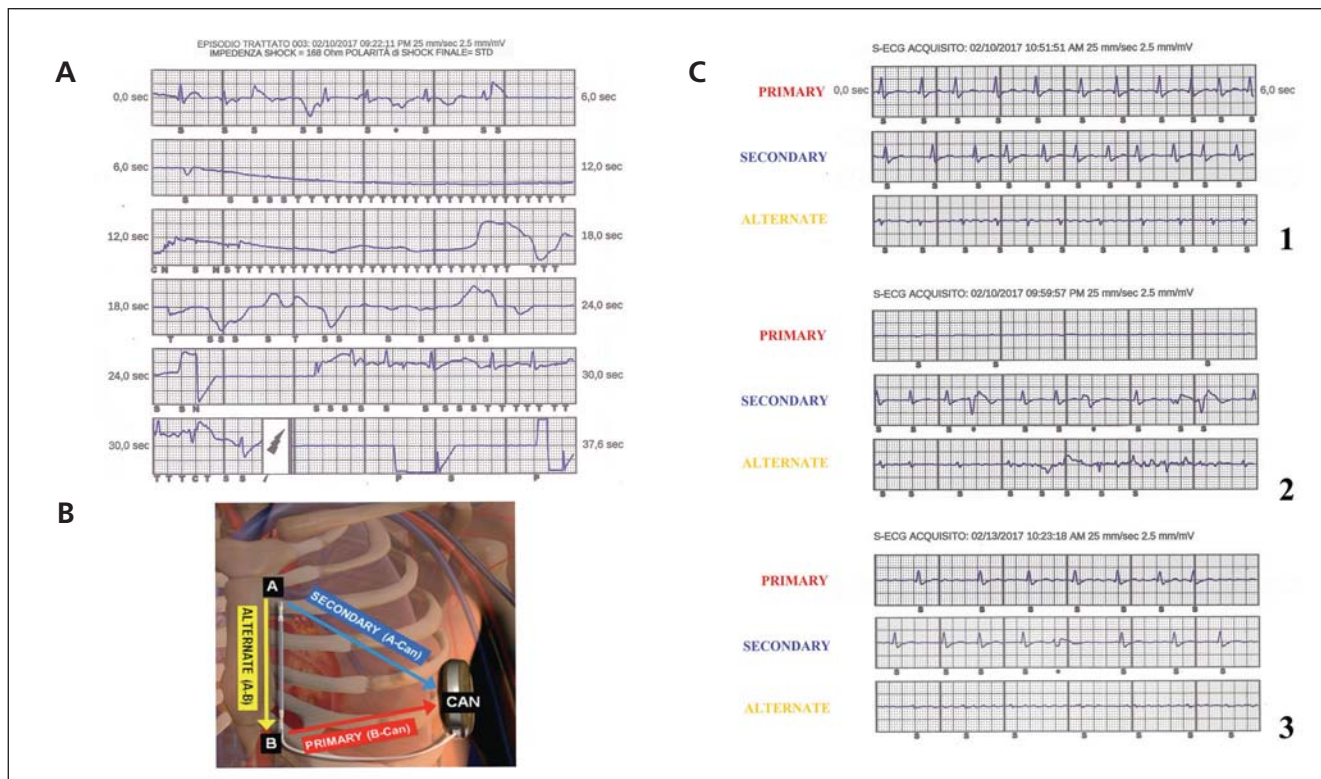 A
EPISODIO TRATTATO 003: 02/10/2017 09:22:11 PM 25 mm/sec 2.5 mm/mV
IMPEDENZA SHOCK = 168 Ohm POLARITÀ di SHOCK FINALE= STD
0,0 sec
6,0 sec
S S S S S S • S S S
6,0 sec
12,0 sec
12,0 sec
18,0 sec
18,0 sec
24,0 sec
T S S S S T S S S S S S S
24,0 sec
30,0 sec
30,0 sec
37,6 sec
T T T C T S S / P S P
B
A
B
CAN
ALTERNATE (A-B)
SECONDARY (A-Can)
PRIMARY (B-Can)
C
S-ECG ACQUISITO: 02/10/2017 10:51:51 AM 25 mm/sec 2.5 mm/mV
PRIMARY
0,0 sec
6,0 sec
S S S S S S S S S S S
SECONDARY
ALTERNATE
1
S-ECG ACQUISITO: 02/10/2017 09:59:57 PM 25 mm/sec 2.5 mm/mV
PRIMARY
S S S
SECONDARY
S S S • S S S • S S S S
ALTERNATE
S S S S S S S S
2
S-ECG ACQUISITO: 02/13/2017 10:23:18 AM 25 mm/sec 2.5 mm/mV
PRIMARY
S S S S S S S
SECONDARY
S S S S • S S S
ALTERNATE
3